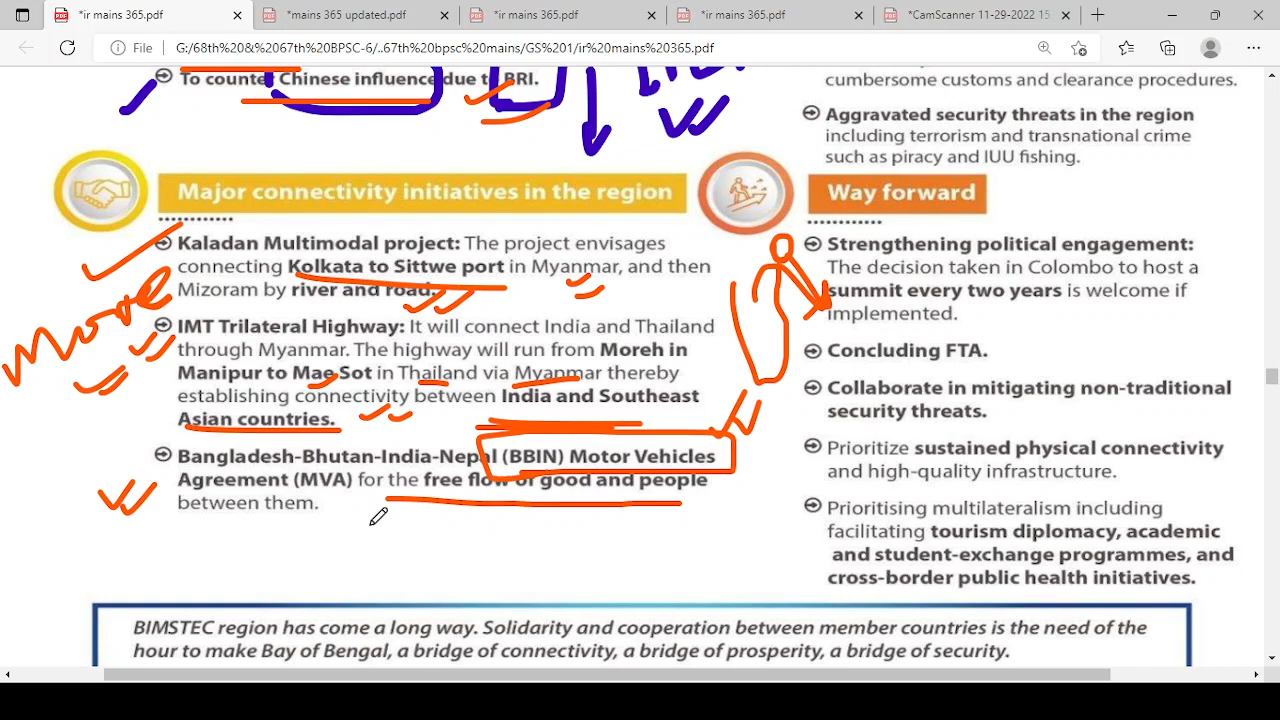 *ir mains 365.pdf
*mains 365 updated.pdf
*ir mains 365.pdf
*ir mains 365.pdf
*CamScanner 11-29-2022 15
File
G:/68th%20&%2067th%20BPSC-6/..67th%20bpsc%20mains/GS%201/ir%20mains%20365.pdf
To counter Chinese influence due to BRI.
Major connectivity initiatives in the region
Kaladan Multimodal project: The project envisages
connecting Kolkata to Sittwe port in Myanmar, and then
Mizoram by river and road.
IMT Trilateral Highway: It will connect India and Thailand
through Myanmar. The highway will run from Moreh in
Manipur to Mae Sot in Thailand via Myanmar thereby
establishing connectivity between India and Southeast
Asian countries.
Bangladesh-Bhutan-India-Nepal (BBIN) Motor Vehicles
Agreement (MVA) for the free flow of good and people
between them.
cumbersome customs and clearance procedures.
Aggravated security threats in the region
including terrorism and transnational crime
such as piracy and IUU fishing.
Way forward
Strengthening political engagement:
The decision taken in Colombo to host a
summit every two years is welcome if
implemented.
Concluding FTA.
Collaborate in mitigating non-traditional
security threats.
Prioritize sustained physical connectivity
and high-quality infrastructure.
Prioritising multilateralism including
facilitating tourism diplomacy, academic
and student-exchange programmes, and
cross-border public health initiatives.
BIMSTEC region has come a long way. Solidarity and cooperation between member countries is the need of the
hour to make Bay of Bengal, a bridge of connectivity, a bridge of prosperity, a bridge of security.